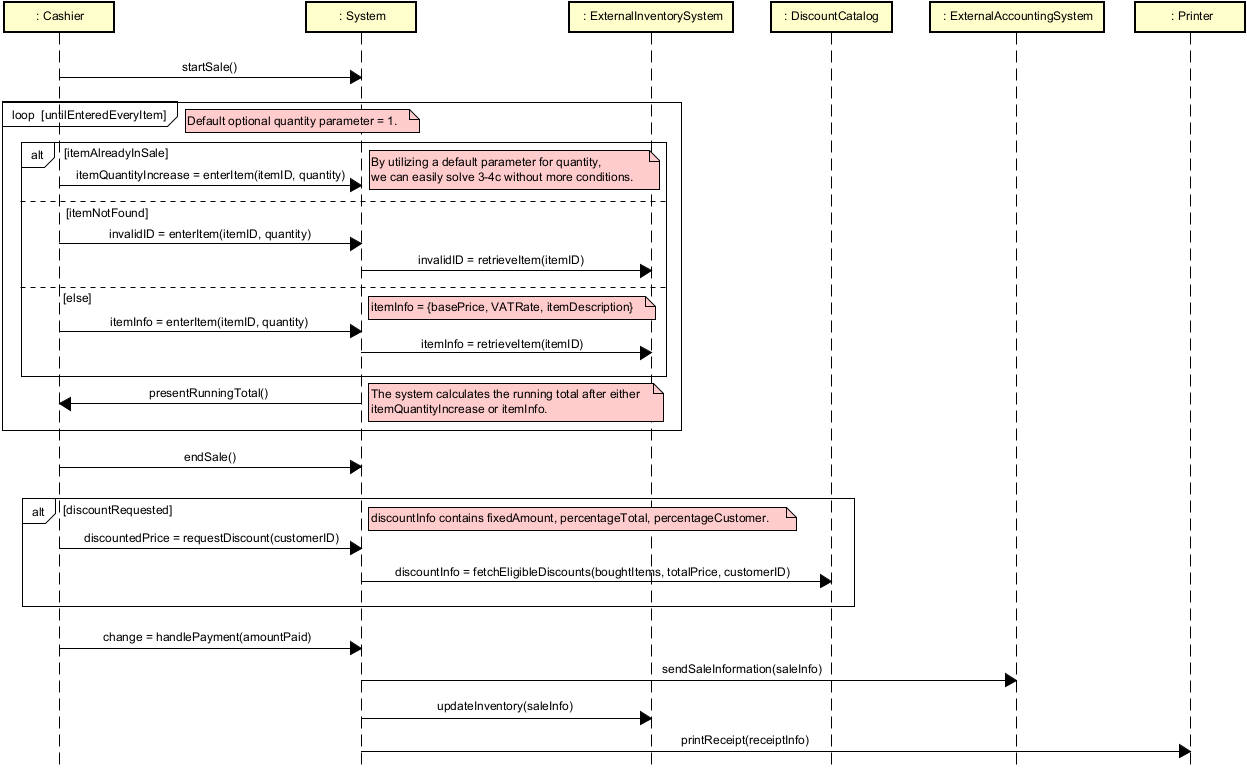 : Cashier
: System
: ExternalInventorySystem
: DiscountCatalog
: ExternalAccountingSystem
: Printer
startSale()
loop [untilEnteredEveryItem]
Default optional quantity parameter = 1.
alt
[itemAlreadyInSale]
By utilizing a default parameter for quantity,
we can easily solve 3-4c without more conditions.
itemQuantityIncrease = enterItem(itemID, quantity)
[itemNotFound]
invalidID = enterItem(itemID, quantity)
invalidID = retrieveItem(itemID)
[else]
itemInfo = {basePrice, VATRate, itemDescription}
itemInfo = enterItem(itemID, quantity)
itemInfo = retrieveItem(itemID)
presentRunningTotal()
The system calculates the running total after either
itemQuantityIncrease or itemInfo.
endSale()
alt
[discountRequested]
discountInfo contains fixedAmount, percentageTotal, percentageCustomer.
discountedPrice = requestDiscount(customerID)
discountInfo = fetchEligibleDiscounts(boughtItems, totalPrice, customerID)
change = handlePayment(amountPaid)
sendSaleInformation(saleInfo)
updateInventory(saleInfo)
printReceipt(receiptInfo)